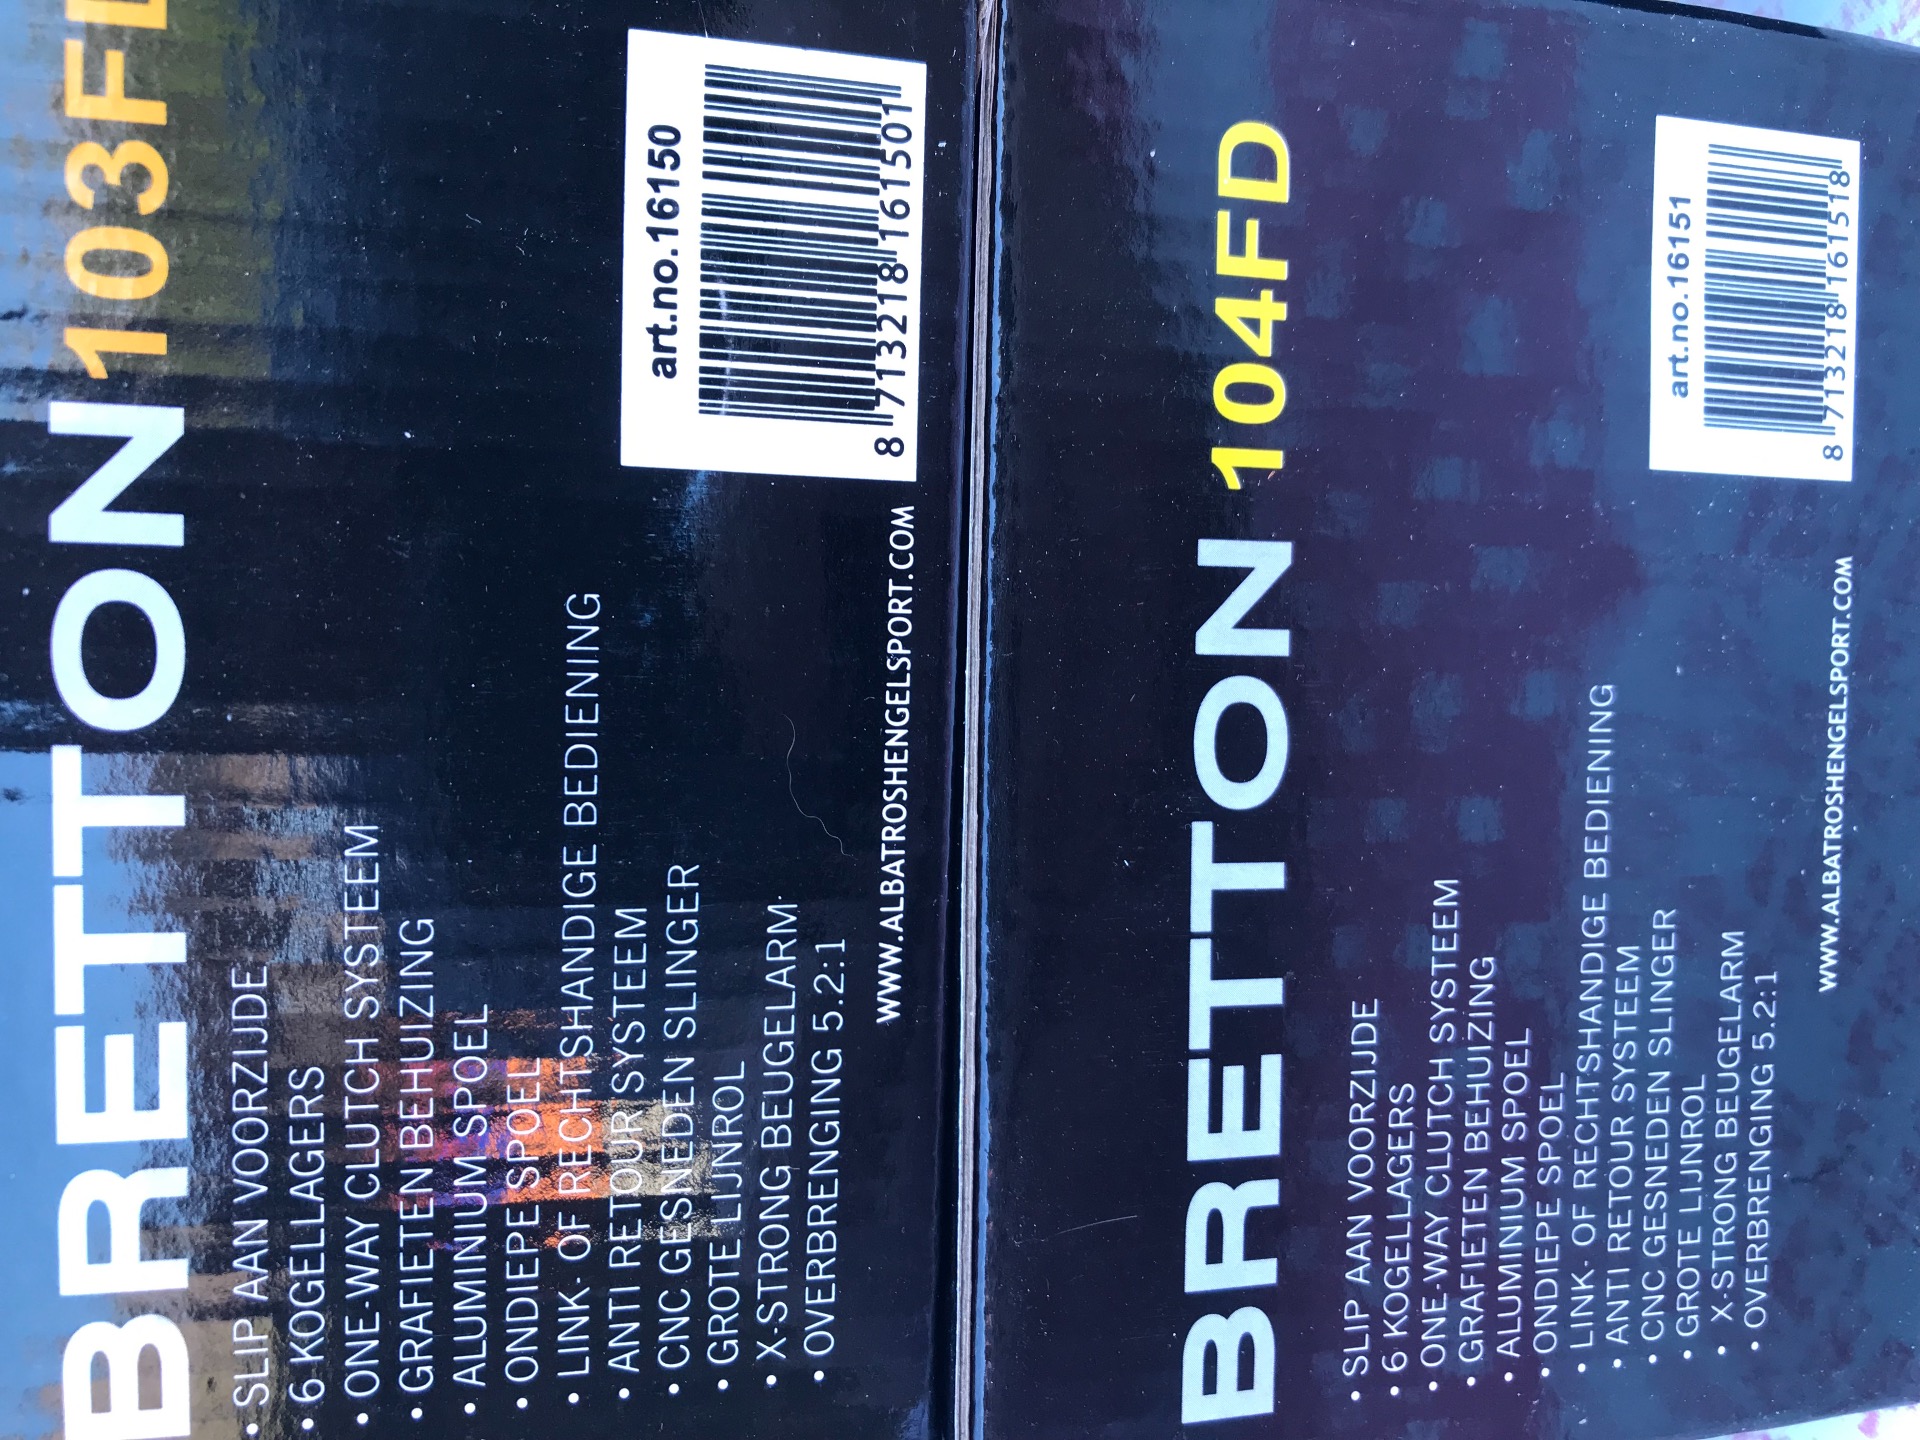 BRETTON 103FD
• SLIP AAN VOORZIJDE
• 6 KOGELLAGERS
• ONE-WAY CLUTCH SYSTEEM
• GRAFIETEN BEHUIZING
• ALUMINIUM SPOEL
• ONDIEPE SPOEL
• LINK- OF RECHTSHANDIGE BEDIENING
• ANTI RETOUR SYSTEEM
• CNC GESNEDEN SLINGER
• GROTE LIJNROL
• X-STRONG BEUGELARM
• OVERBRENGING 5.2:1
WWW.ALBATROSHENGELSPORT.COM
art.no.16150
8 713218 161501
BRETTON 104FD
• SLIP AAN VOORZIJDE
• 6 KOGELLAGERS
• ONE-WAY CLUTCH SYSTEEM
• GRAFIETEN BEHUIZING
• ALUMINIUM SPOEL
• ONDIEPE SPOEL
• LINK- OF RECHTSHANDIGE BEDIENING
• ANTI RETOUR SYSTEEM
• CNC GESNEDEN SLINGER
• GROTE LIJNROL
• X-STRONG BEUGELARM
• OVERBRENGING 5.2:1
WWW.ALBATROSHENGELSPORT.COM
art.no.16151
8 713218 161518